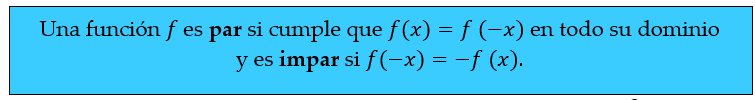 Una función f es par si cumple que f(x) = f (−x) en todo su dominio
y es impar si f(−x) = −f (x).